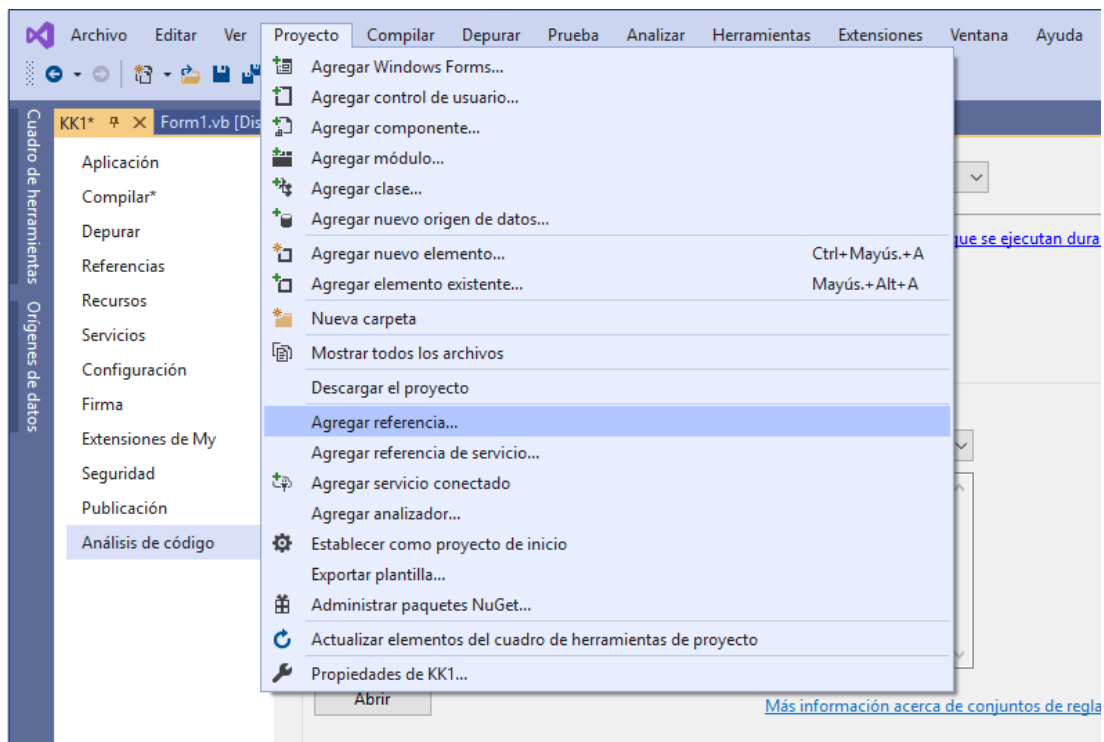 Archivo Editar Ver Proyecto Compilar Depurar Prueba Analizar Herramientas Extensiones Ventana Ayuda
Cuadro de herramientas
Orígenes de datos
KK1* Form1.vb [Dis
Aplicación
Compilar*
Depurar
Referencias
Recursos
Servicios
Configuración
Firma
Extensiones de My
Seguridad
Publicación
Análisis de código
Agregar Windows Forms...
Agregar control de usuario...
Agregar componente...
Agregar módulo...
Agregar clase...
Agregar nuevo origen de datos...
Agregar nuevo elemento... Ctrl+Mayús.+A
Agregar elemento existente... Mayús.+Alt+A
Nueva carpeta
Mostrar todos los archivos
Descargar el proyecto
Agregar referencia...
Agregar referencia de servicio...
Agregar servicio conectado
Agregar analizador...
Establecer como proyecto de inicio
Exportar plantilla...
Administrar paquetes NuGet...
Actualizar elementos del cuadro de herramientas de proyecto
Propiedades de KK1...
que se ejecutan dura
Abrir
Más información acerca de conjuntos de regla